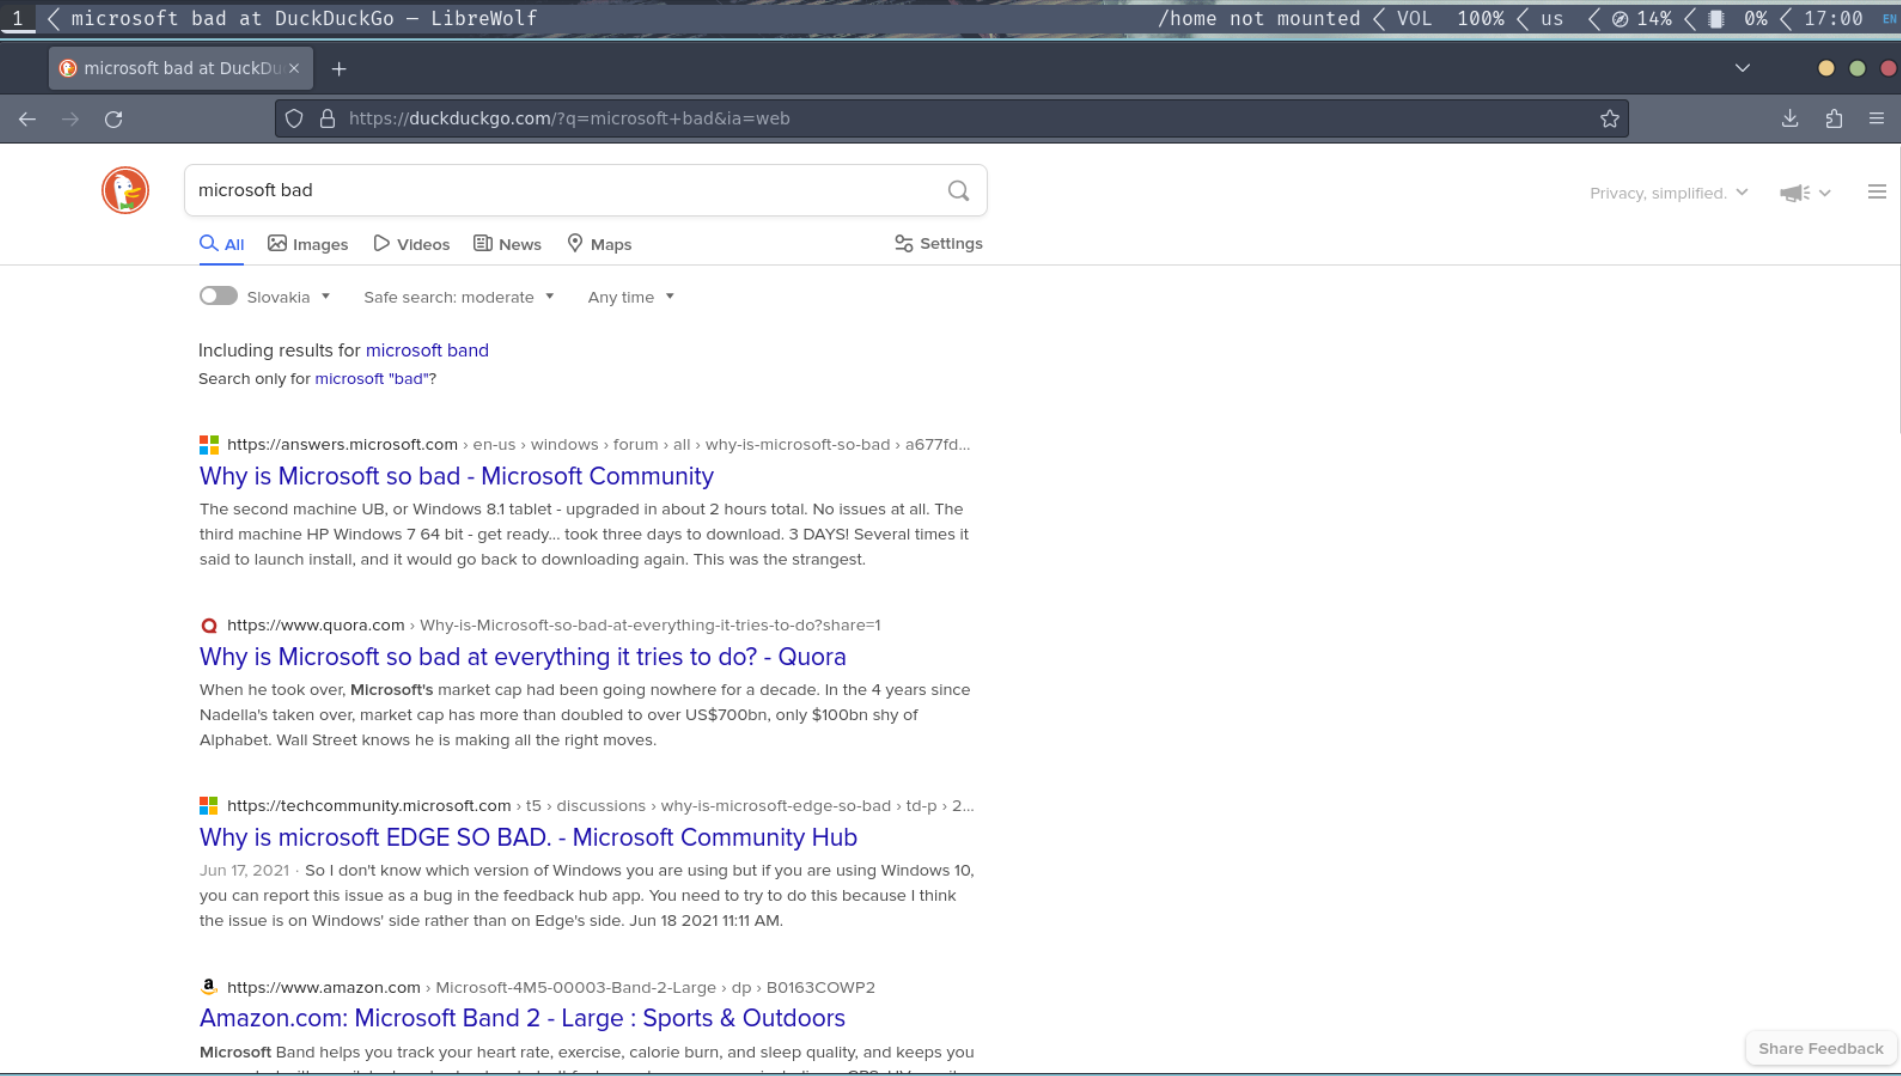 1 microsoft bad at DuckDuckGo — LibreWolf /home not mounted VOL 100% us 14% 0% 17:00 EN
microsoft bad at DuckDu
https://duckduckgo.com/?q=microsoft+bad&ia=web
microsoft bad
Privacy, simplified.
All Images Videos News Maps Settings
Slovakia Safe search: moderate Any time
Including results for microsoft band
Search only for microsoft "bad"?
https://answers.microsoft.com › en-us › windows › forum › all › why-is-microsoft-so-bad › a677fd...
Why is Microsoft so bad - Microsoft Community
The second machine UB, or Windows 8.1 tablet - upgraded in about 2 hours total. No issues at all. The
third machine HP Windows 7 64 bit - get ready... took three days to download. 3 DAYS! Several times it
said to launch install, and it would go back to downloading again. This was the strangest.
https://www.quora.com › Why-is-Microsoft-so-bad-at-everything-it-tries-to-do?share=1
Why is Microsoft so bad at everything it tries to do? - Quora
When he took over, Microsoft's market cap had been going nowhere for a decade. In the 4 years since
Nadella's taken over, market cap has more than doubled to over US$700bn, only $100bn shy of
Alphabet. Wall Street knows he is making all the right moves.
https://techcommunity.microsoft.com › t5 › discussions › why-is-microsoft-edge-so-bad › td-p › 2...
Why is microsoft EDGE SO BAD. - Microsoft Community Hub
Jun 17, 2021 · So I don't know which version of Windows you are using but if you are using Windows 10,
you can report this issue as a bug in the feedback hub app. You need to try to do this because I think
the issue is on Windows' side rather than on Edge's side. Jun 18 2021 11:11 AM.
https://www.amazon.com › Microsoft-4M5-00003-Band-2-Large › dp › B0163COWP2
Amazon.com: Microsoft Band 2 - Large : Sports & Outdoors
Microsoft Band helps you track your heart rate, exercise, calorie burn, and sleep quality, and keeps you
Share Feedback